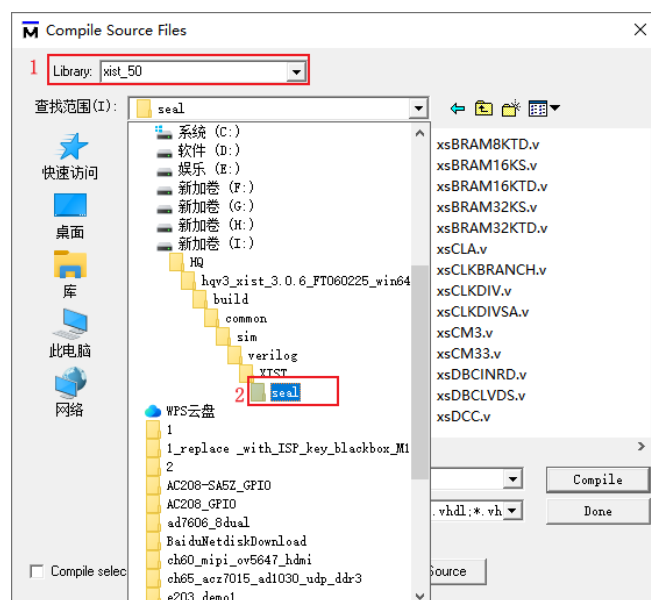 Compile Source Files
1
Library:
xist_50
查找范围(I):
seal
快速访问
桌面
库
此电脑
网络
系统 (C:)
软件 (D:)
娱乐 (E:)
新加卷 (F:)
新加卷 (G:)
新加卷 (H:)
新加卷 (I:)
HQ
hqv3_xist_3.0.6_FT060225_win64
build
common
sim
verilog
XIST
2
seal
WPS云盘
1
1_replace _with_ISP_key_blackbox_M1
2
AC208-SA5Z_GPIO
AC208_GPIO
ad7606_8dual
BaiduNetdiskDownload
ch60_mipi_ov5647_hdmi
ch65_acz7015_ad1030_udp_ddr3
e203_demo1
xsBRAM8KTD.v
xsBRAM16KS.v
xsBRAM16KTD.v
xsBRAM32KS.v
xsBRAM32KTD.v
xsCLA.v
xsCLKBRANCH.v
xsCLKDIV.v
xsCLKDIVSA.v
xsCM3.v
xsCM33.v
xsDBCINRD.v
xsDBCLVDS.v
xsDCC.v
Compile
.vhdl;*.vh
Done
Compile selec
Source